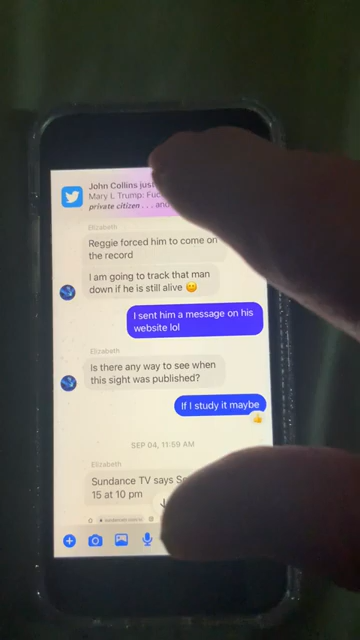 John Collins just
Mary L Trump: Fuc
private citizen . . . and
Elizabeth
Reggie forced him to come on
the record
I am going to track that man
down if he is still alive 🙂
I sent him a message on his
website lol
Elizabeth
Is there any way to see when
this sight was published?
If I study it maybe
👍
SEP 04, 11:59 AM
Elizabeth
Sundance TV says Se
15 at 10 pm